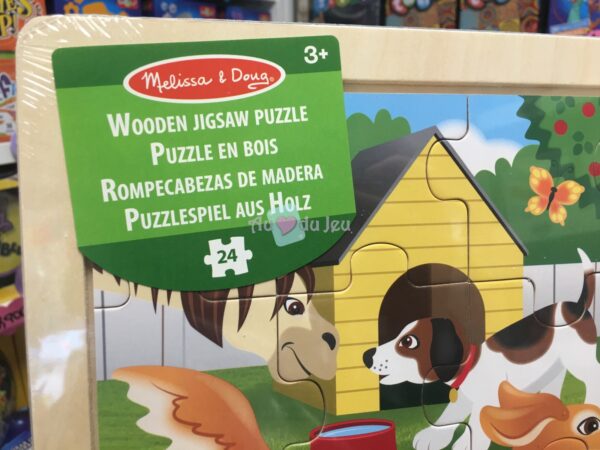 3+
Melissa & Doug
WOODEN JIGSAW PUZZLE
PUZZLE EN BOIS
ROMPECABEZAS DE MADERA
PUZZLESPIEL AUS HOLZ
du Jeu
24